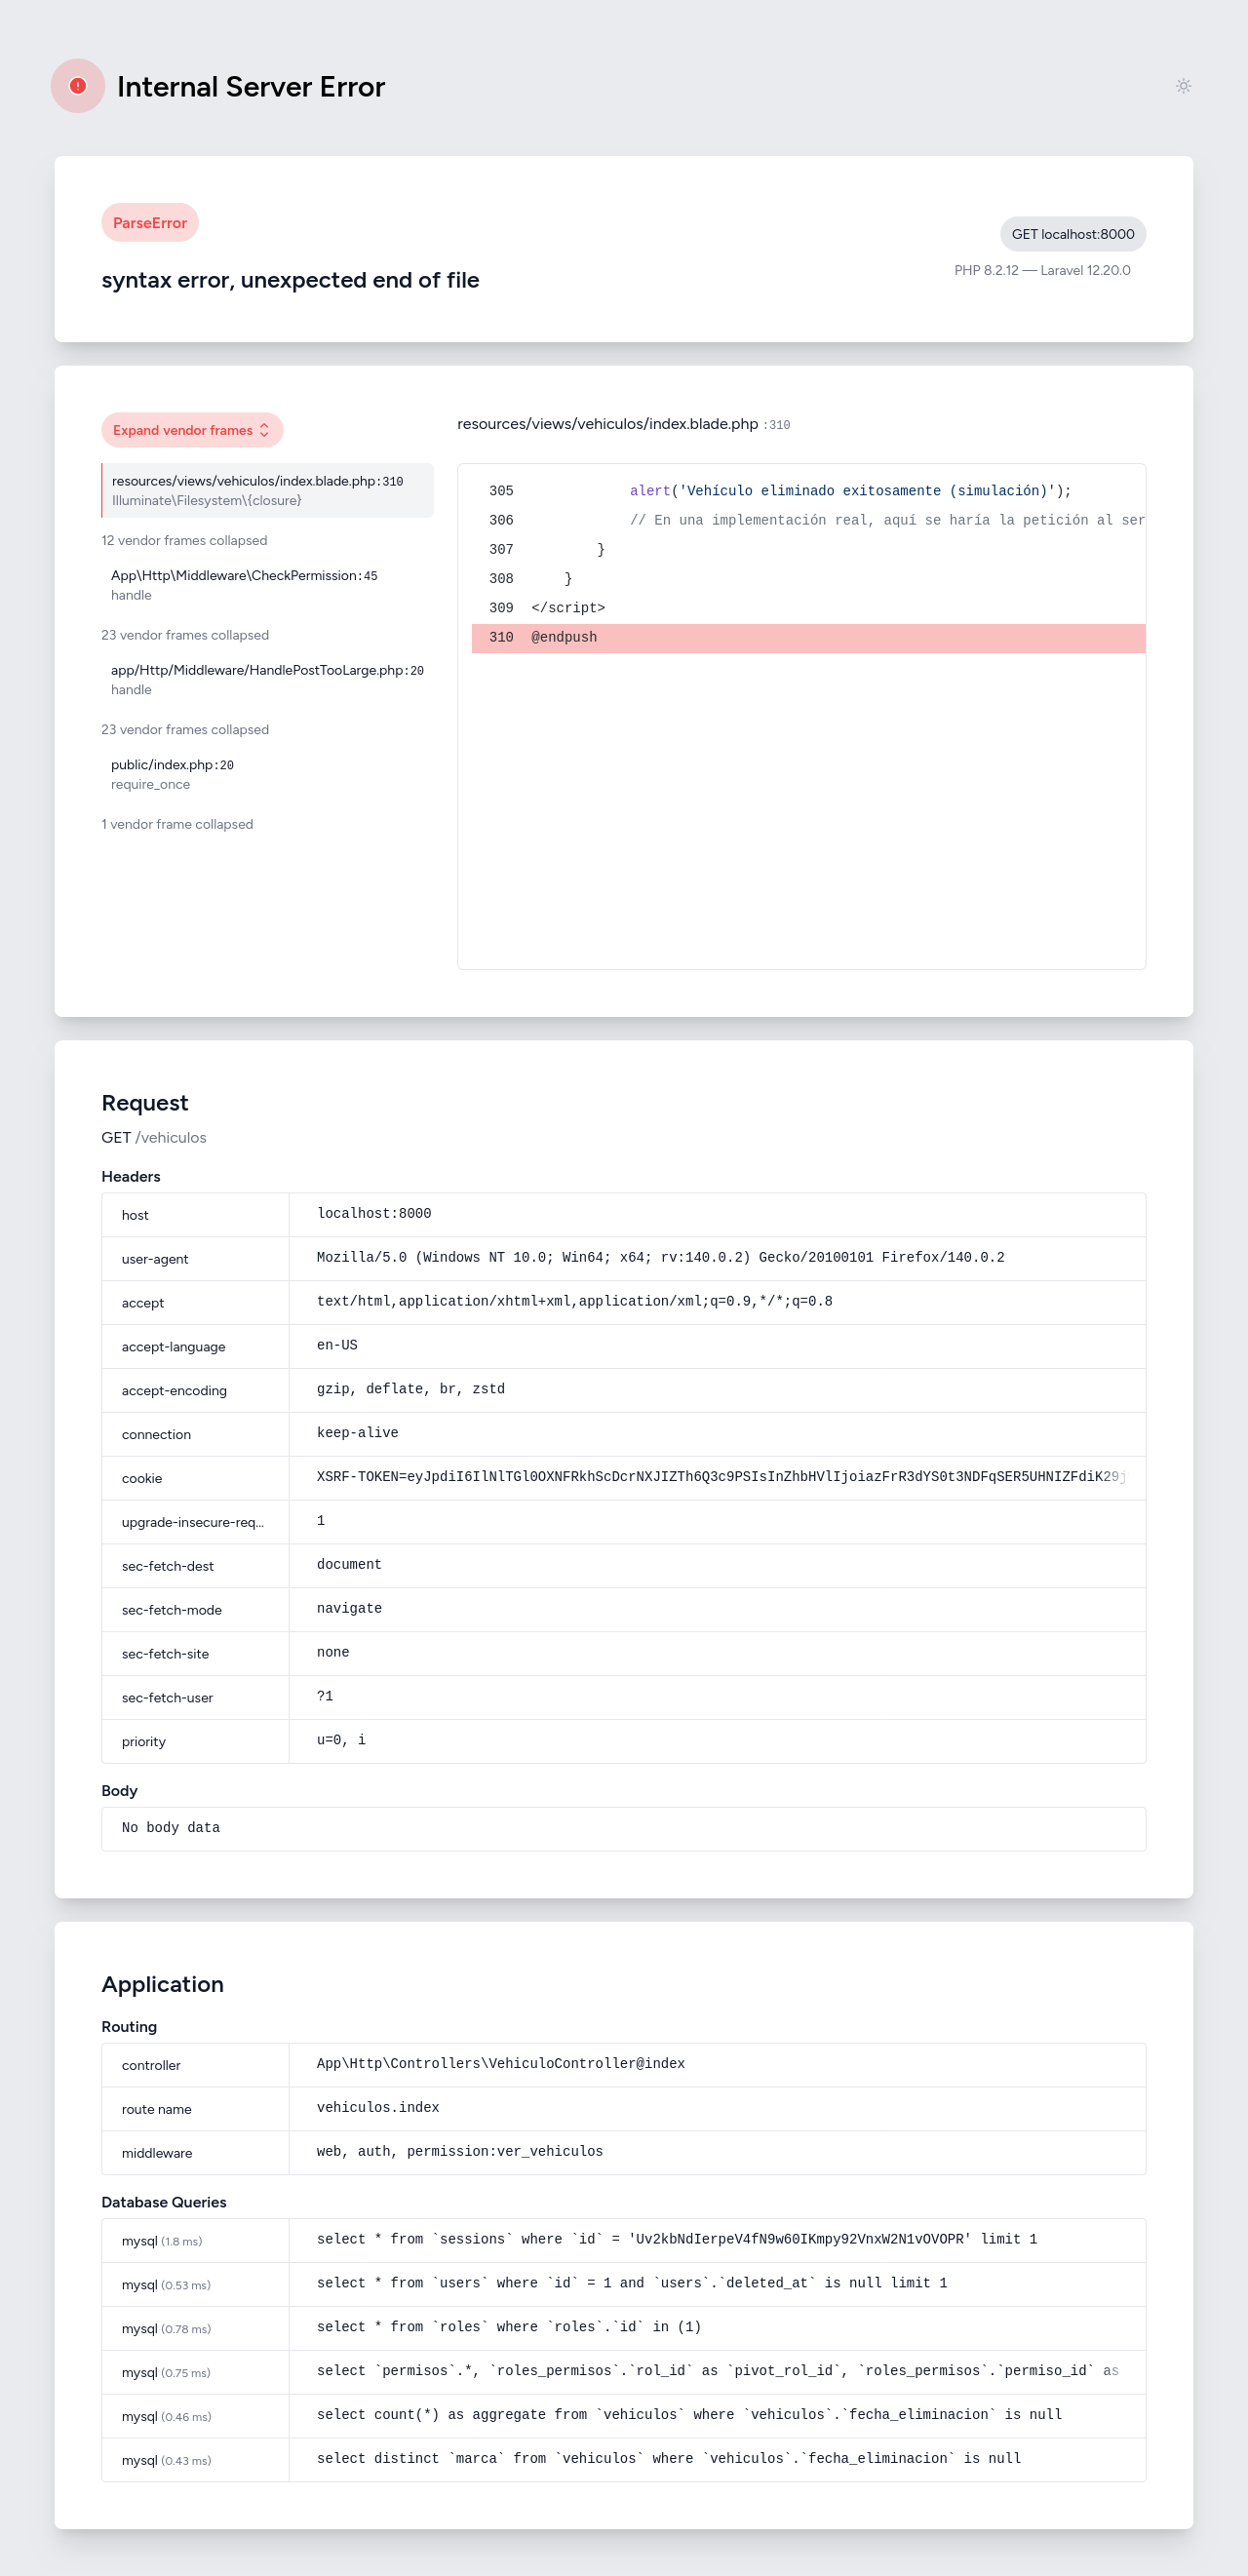 Internal Server Error
ParseError
GET localhost:8000
syntax error, unexpected end of file
PHP 8.2.12 — Laravel 12.20.0
Expand vendor frames
resources/views/vehiculos/index.blade.php:310
Illuminate\Filesystem\{closure}
12 vendor frames collapsed
App\Http\Middleware\CheckPermission:45
handle
23 vendor frames collapsed
app/Http/Middleware/HandlePostTooLarge.php:20
handle
23 vendor frames collapsed
public/index.php:20
require_once
1 vendor frame collapsed
resources/views/vehiculos/index.blade.php :310
305 alert('Vehículo eliminado exitosamente (simulación)');
306 // En una implementación real, aquí se haría la petición al ser
307 }
308 }
309 </script>
310 @endpush
Request
GET /vehiculos
Headers
host localhost:8000
user-agent Mozilla/5.0 (Windows NT 10.0; Win64; x64; rv:140.0.2) Gecko/20100101 Firefox/140.0.2
accept text/html,application/xhtml+xml,application/xml;q=0.9,*/*;q=0.8
accept-language en-US
accept-encoding gzip, deflate, br, zstd
connection keep-alive
cookie XSRF-TOKEN=eyJpdiI6IlNlTGl0OXNFRkhScDcrNXJIZTh6Q3c9PSIsInZhbHVlIjoiazFrR3dYS0t3NDFqSER5UHNIZFdiK29j
upgrade-insecure-req... 1
sec-fetch-dest document
sec-fetch-mode navigate
sec-fetch-site none
sec-fetch-user ?1
priority u=0, i
Body
No body data
Application
Routing
controller App\Http\Controllers\VehiculoController@index
route name vehiculos.index
middleware web, auth, permission:ver_vehiculos
Database Queries
mysql (1.8 ms) select * from `sessions` where `id` = 'Uv2kbNdIerpeV4fN9w60IKmpy92VnxW2N1vOVOPR' limit 1
mysql (0.53 ms) select * from `users` where `id` = 1 and `users`.`deleted_at` is null limit 1
mysql (0.78 ms) select * from `roles` where `roles`.`id` in (1)
mysql (0.75 ms) select `permisos`.*, `roles_permisos`.`rol_id` as `pivot_rol_id`, `roles_permisos`.`permiso_id` as
mysql (0.46 ms) select count(*) as aggregate from `vehiculos` where `vehiculos`.`fecha_eliminacion` is null
mysql (0.43 ms) select distinct `marca` from `vehiculos` where `vehiculos`.`fecha_eliminacion` is null